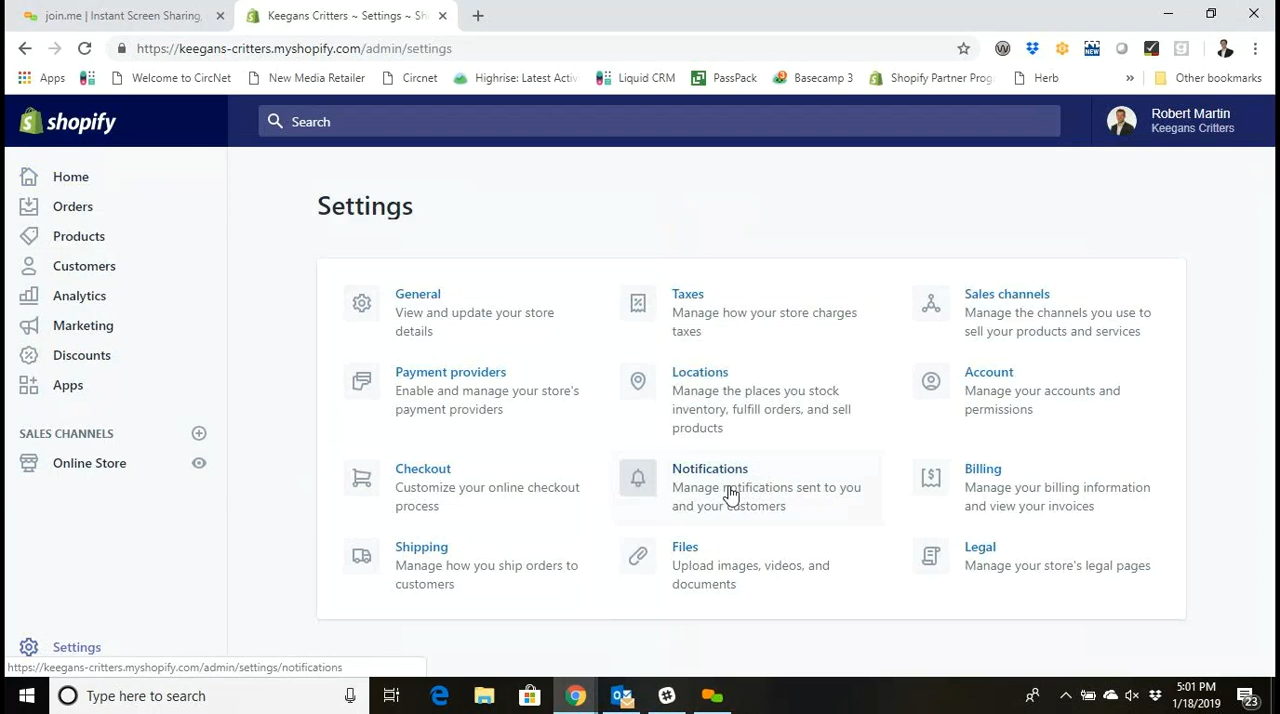 join.me | Instant Screen Sharing,
Keegans Critters ~ Settings ~ Sh
https://keegans-critters.myshopify.com/admin/settings
NEW
Apps
Welcome to CircNet
New Media Retailer
Circnet
Highrise: Latest Activ
Liquid CRM
PassPack
Basecamp 3
Shopify Partner Prog
Herb
»
Other bookmarks
shopify
Search
Robert Martin
Keegans Critters
Home
Orders
Products
Customers
Analytics
Marketing
Discounts
Apps
SALES CHANNELS
Online Store
Settings
Settings
General
View and update your store
details
Taxes
Manage how your store charges
taxes
Sales channels
Manage the channels you use to
sell your products and services
Payment providers
Enable and manage your store's
payment providers
Locations
Manage the places you stock
inventory, fulfill orders, and sell
products
Account
Manage your accounts and
permissions
Checkout
Customize your online checkout
process
Notifications
Manage notifications sent to you
and your customers
Billing
Manage your billing information
and view your invoices
Shipping
Manage how you ship orders to
customers
Files
Upload images, videos, and
documents
Legal
Manage your store's legal pages
https://keegans-critters.myshopify.com/admin/settings/notifications
Type here to search
5:01 PM
1/18/2019
23